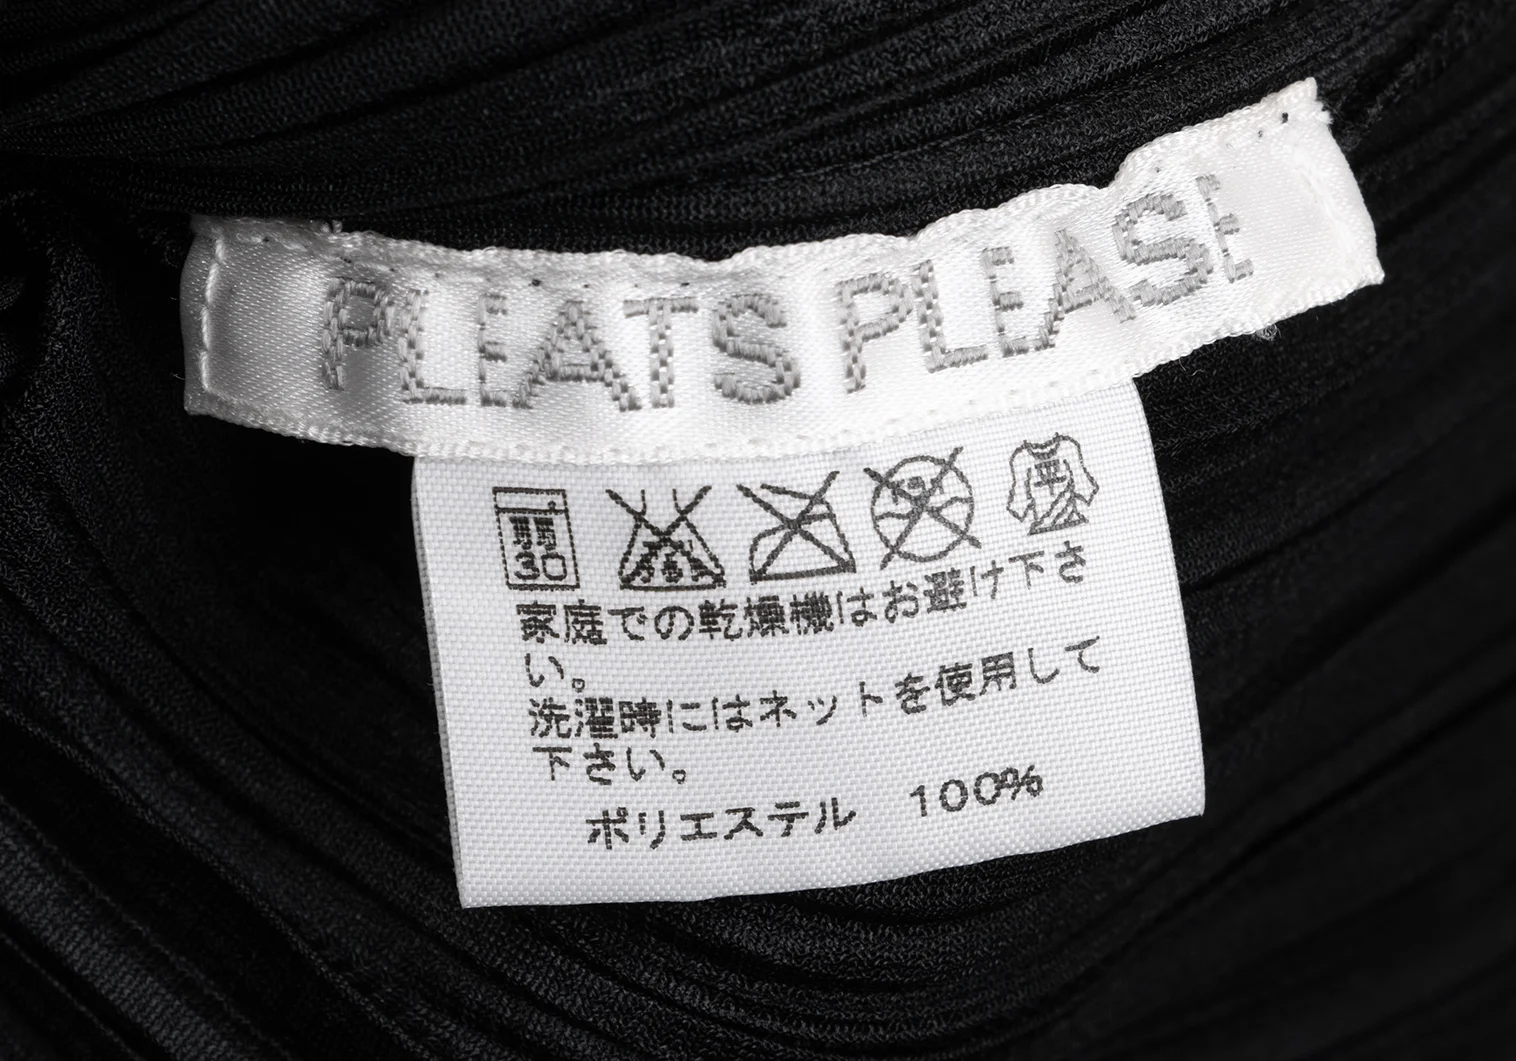 PLEATS PLEASE
弱
30
平
家庭での乾燥機はお避け下さ
い。
洗濯時にはネットを使用して
下さい。
ポリエステル 100%